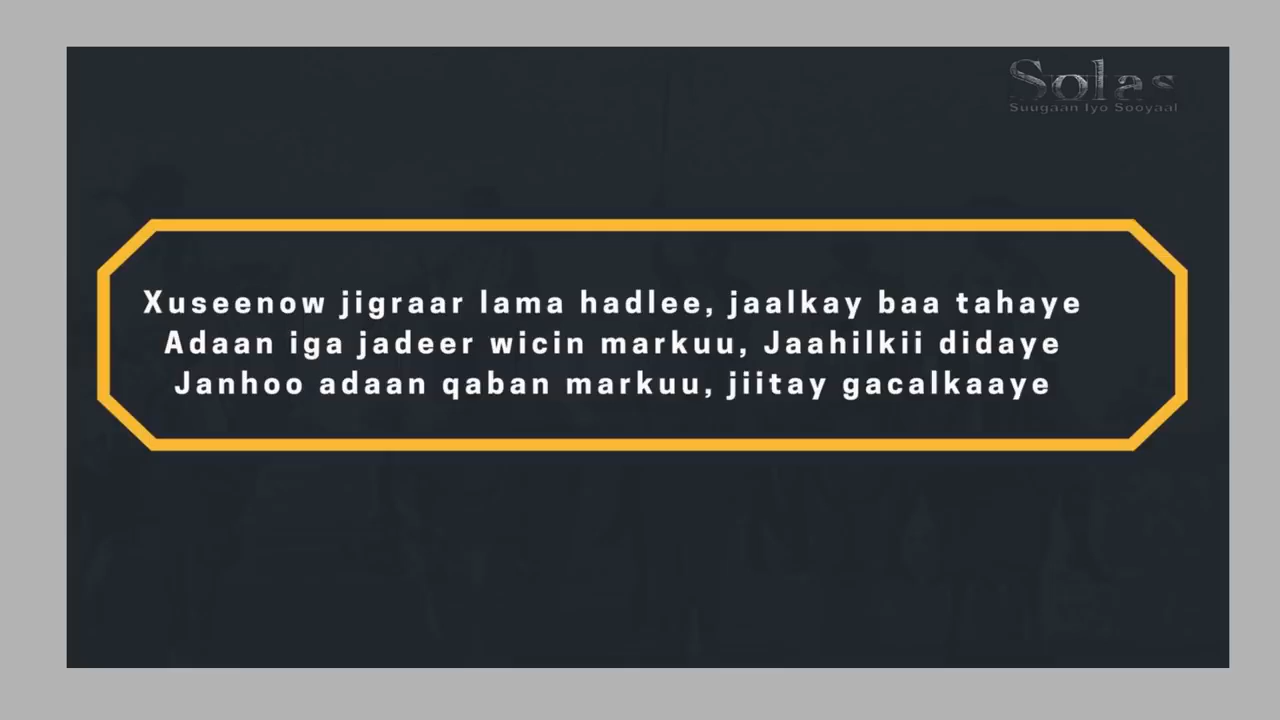 Solas
Suugaan Iyo Sooyaal
Xuseenow jigraar lama hadlee, jaalkay baa tahaye
Adaan iga jadeer wicin markuu, Jaahilkii didaye
Janhoo adaan qaban markuu, jiitay gacalkaaye